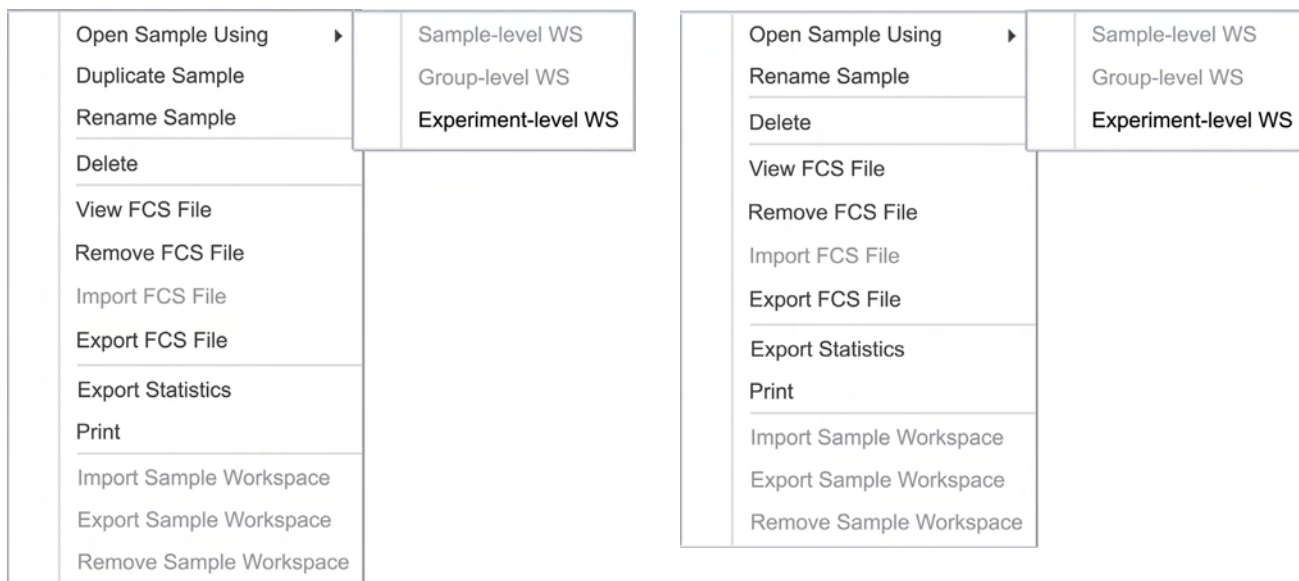 Open Sample Using
Duplicate Sample
Rename Sample
Delete
View FCS File
Remove FCS File
Import FCS File
Export FCS File
Export Statistics
Print
Import Sample Workspace
Export Sample Workspace
Remove Sample Workspace
Sample-level WS
Group-level WS
Experiment-level WS
Open Sample Using
Rename Sample
Delete
View FCS File
Remove FCS File
Import FCS File
Export FCS File
Export Statistics
Print
Import Sample Workspace
Export Sample Workspace
Remove Sample Workspace
Sample-level WS
Group-level WS
Experiment-level WS